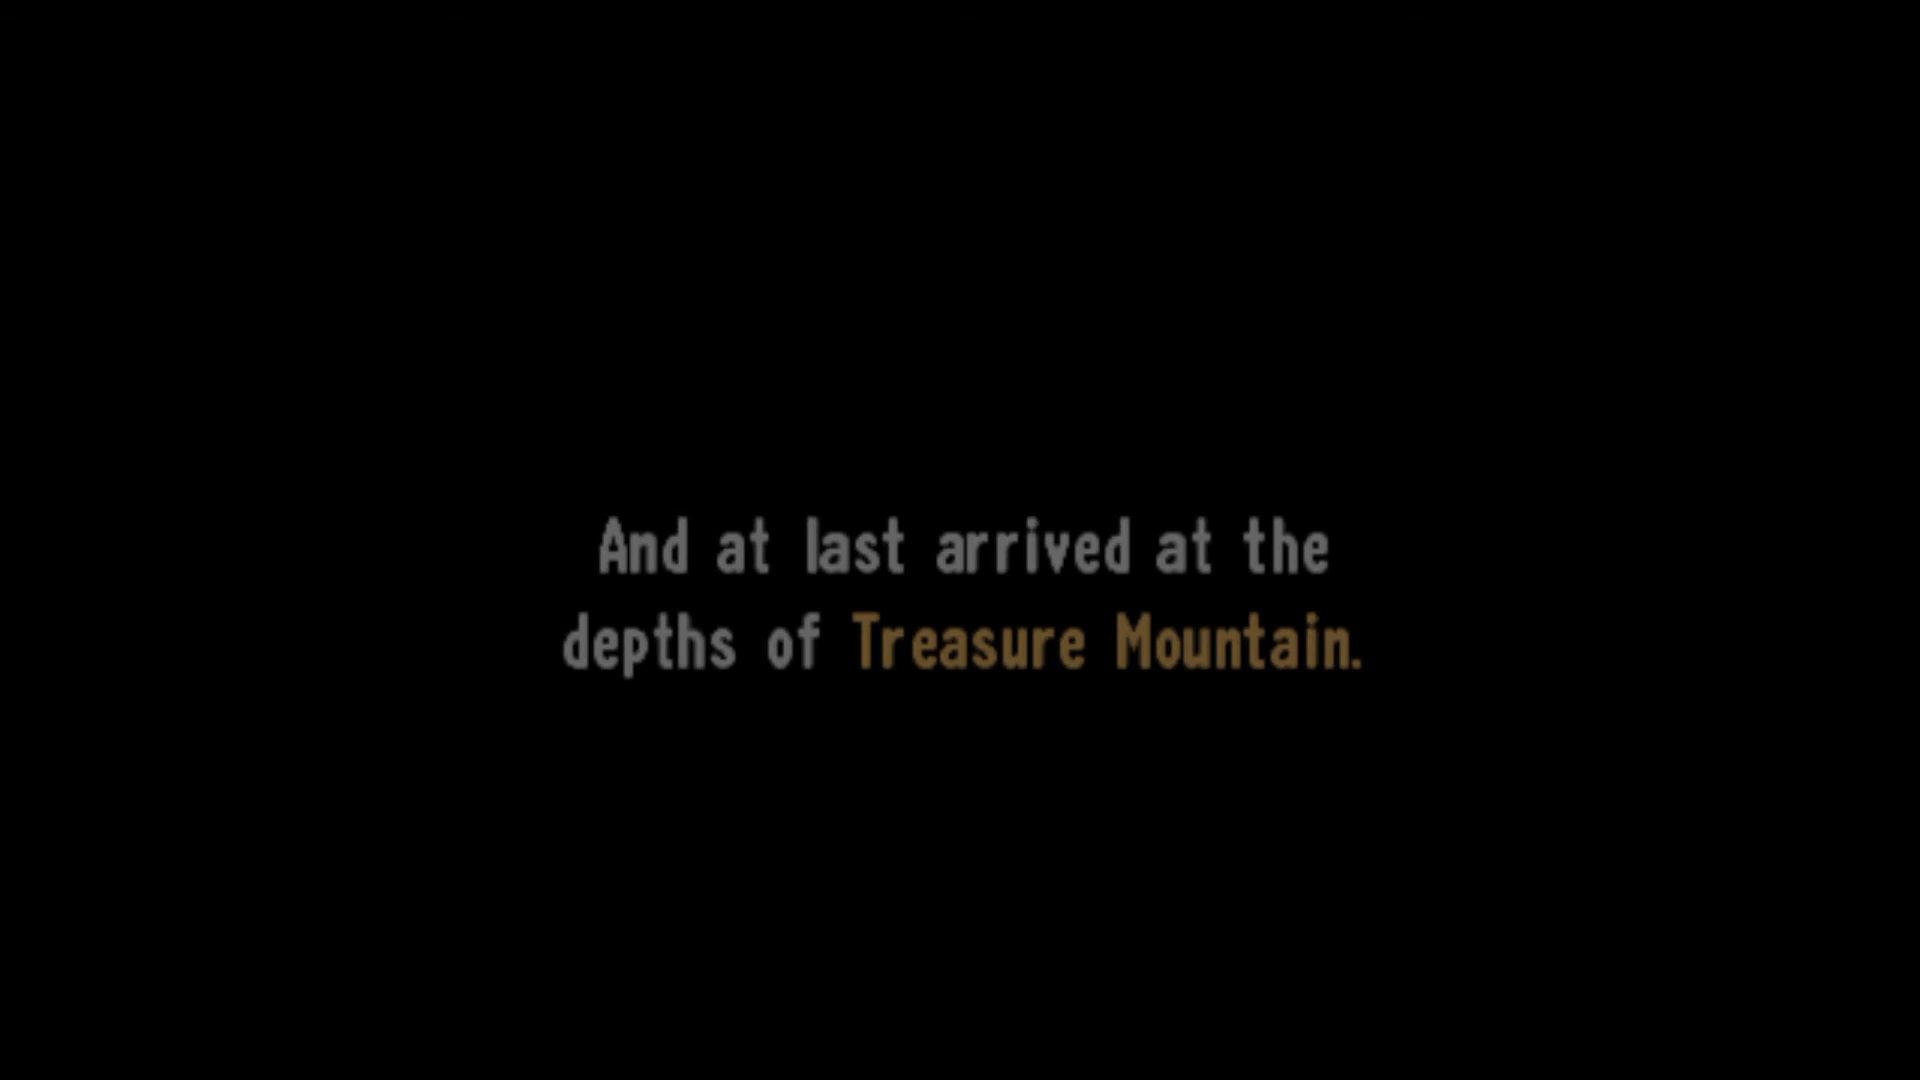 And at last arrived at the
depths of Treasure Mountain.